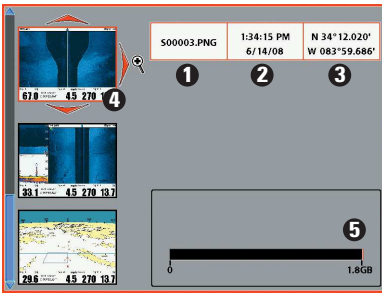 S00003.PNG
1:34:15 PM
6/14/08
N 34°12.020'
W 083°59.686'
1
2
3
4
67.0 4.5 270 13.7
33.1 4.5 270 13.7
29.6 4.5 270 13.7
5
0 1.8GB